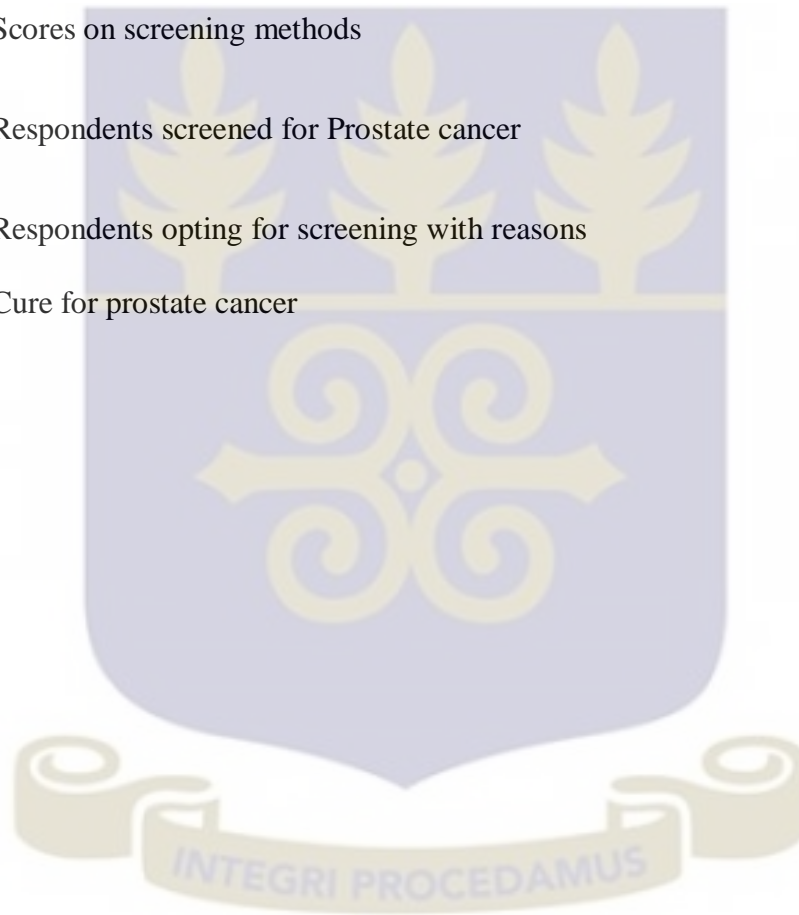 Scores on screening methods
Respondents screened for Prostate cancer
Respondents opting for screening with reasons
Cure for prostate cancer
INTEGRI PROCEDAMUS